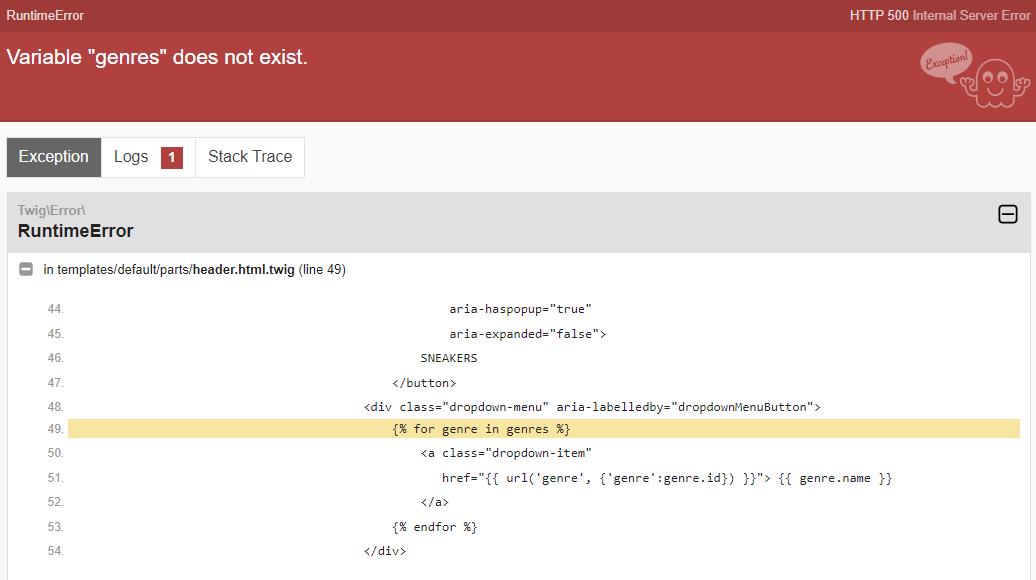 RuntimeError HTTP 500 Internal Server Error
Variable "genres" does not exist.
Exception!
Exception Logs 1 Stack Trace
Twig\Error\
RuntimeError
in templates/default/parts/header.html.twig (line 49)
44. aria-haspopup="true"
45. aria-expanded="false">
46. SNEAKERS
47. </button>
48. <div class="dropdown-menu" aria-labelledby="dropdownMenuButton">
49. {% for genre in genres %}
50. <a class="dropdown-item"
51. href="{{ url('genre', {'genre':genre.id}) }}"> {{ genre.name }}
52. </a>
53. {% endfor %}
54. </div>